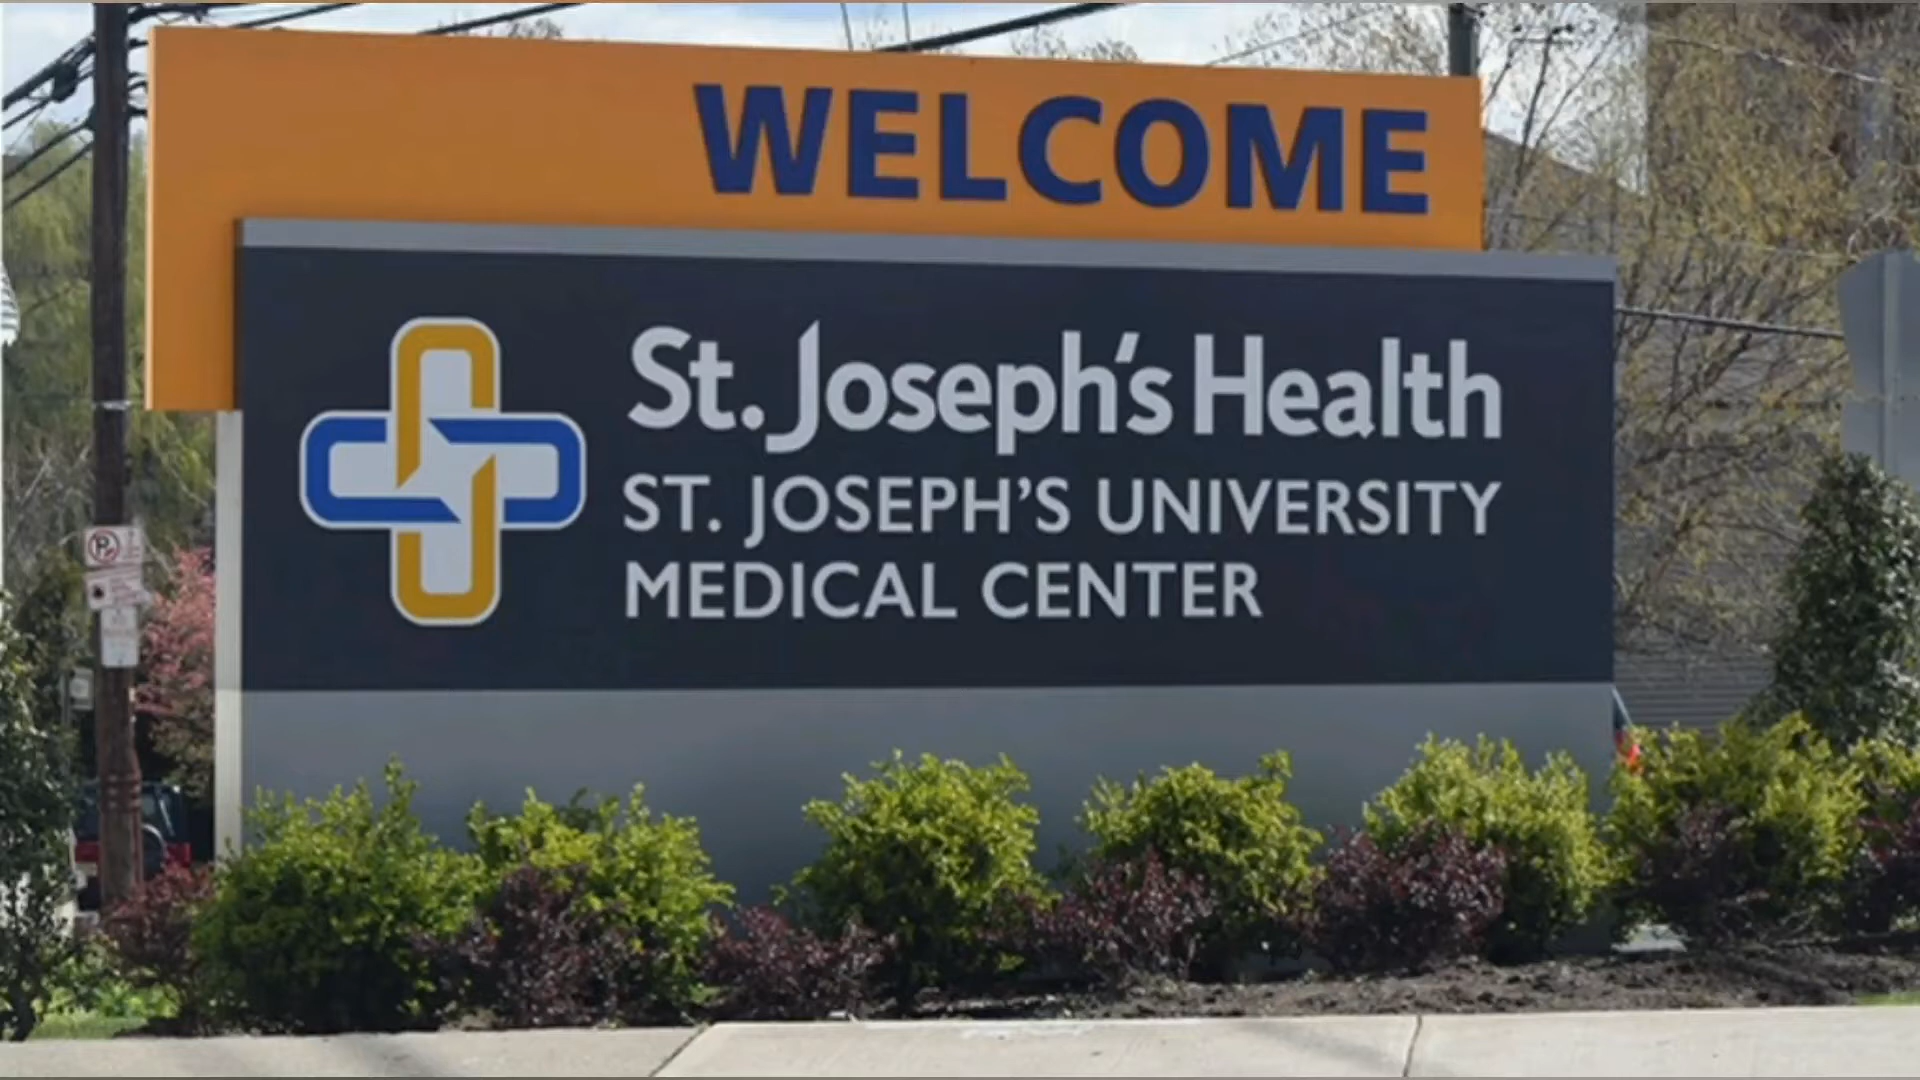 WELCOME
St. Joseph's Health
ST. JOSEPH'S UNIVERSITY
MEDICAL CENTER